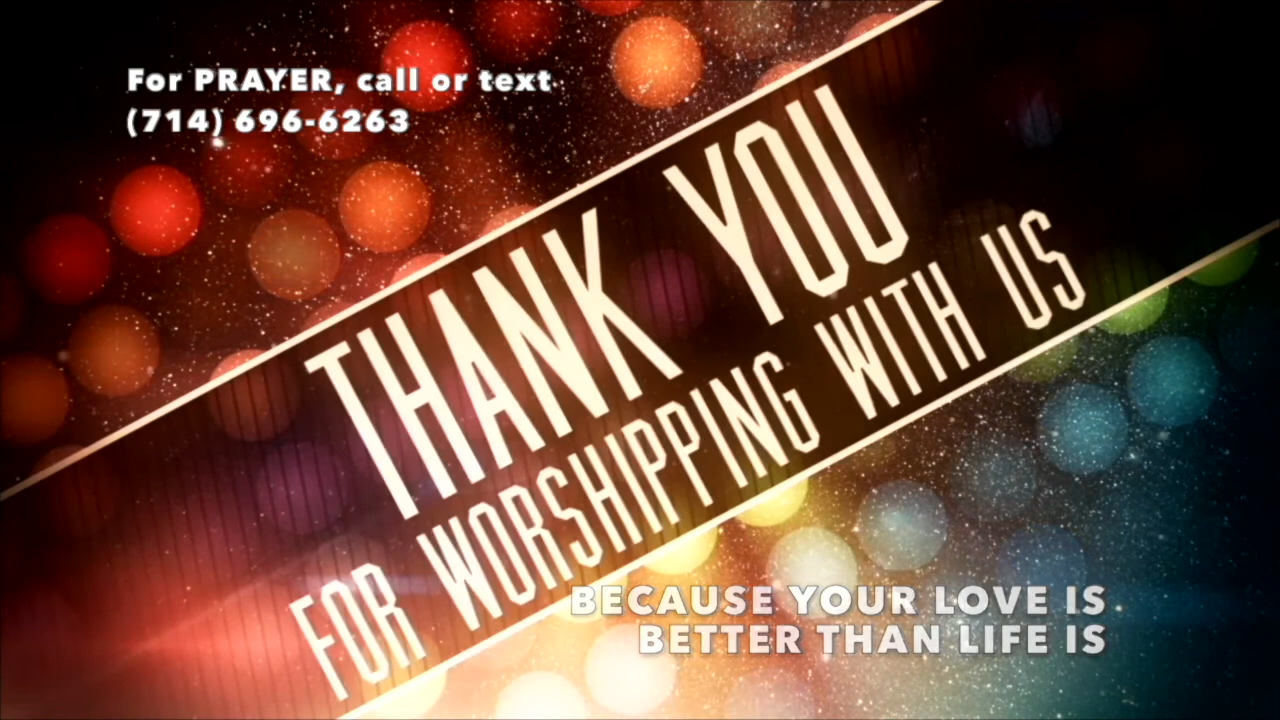 For PRAYER, call or text
(714) 696-6263
THANK YOU
FOR WORSHIPPING WITH US
BECAUSE YOUR LOVE IS
BETTER THAN LIFE IS